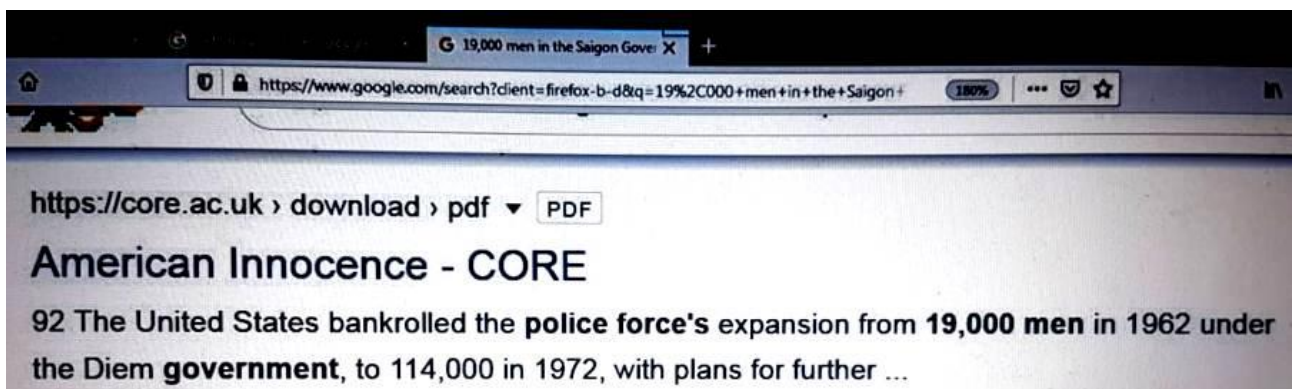 G 19,000 men in the Saigon Gover X +
https://www.google.com/search?client=firefox-b-d&q=19%2C000+men+in+the+Saigon+ 180% ...
https://core.ac.uk › download › pdf ▼ PDF
American Innocence - CORE
92 The United States bankrolled the police force's expansion from 19,000 men in 1962 under
the Diem government, to 114,000 in 1972, with plans for further ...